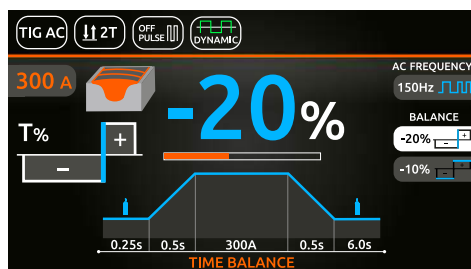 TIG AC
2T
OFF
PULSE
DYNAMIC
300 A
T%
+
-
-20%
AC FREQUENCY
150Hz
BALANCE
-20%
+
-
-10%
+
-
0.25s 0.5s 300A 0.5s 6.0s
TIME BALANCE